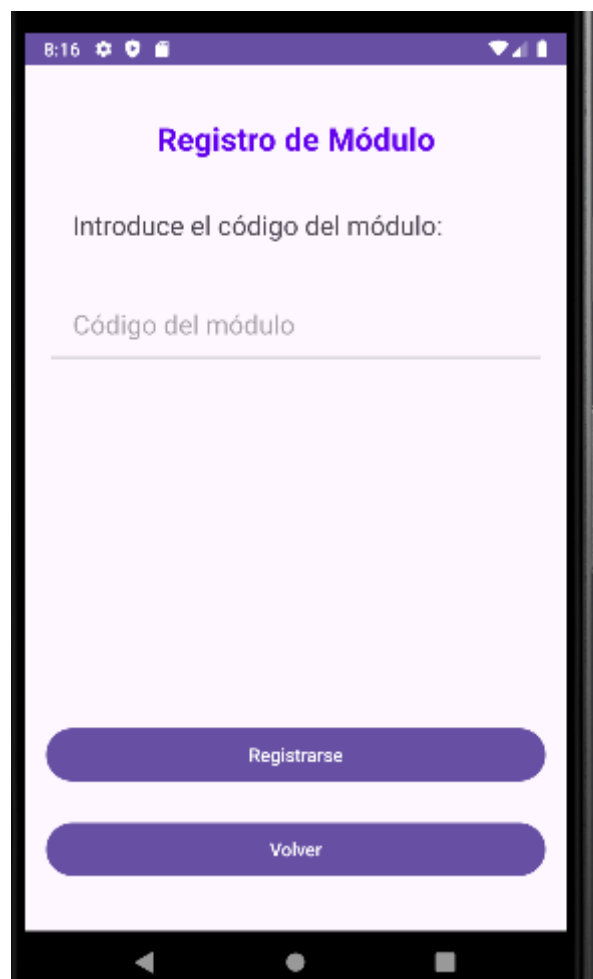 8:16
Registro de Módulo
Introduce el código del módulo:
Código del módulo
Registrarse
Volver